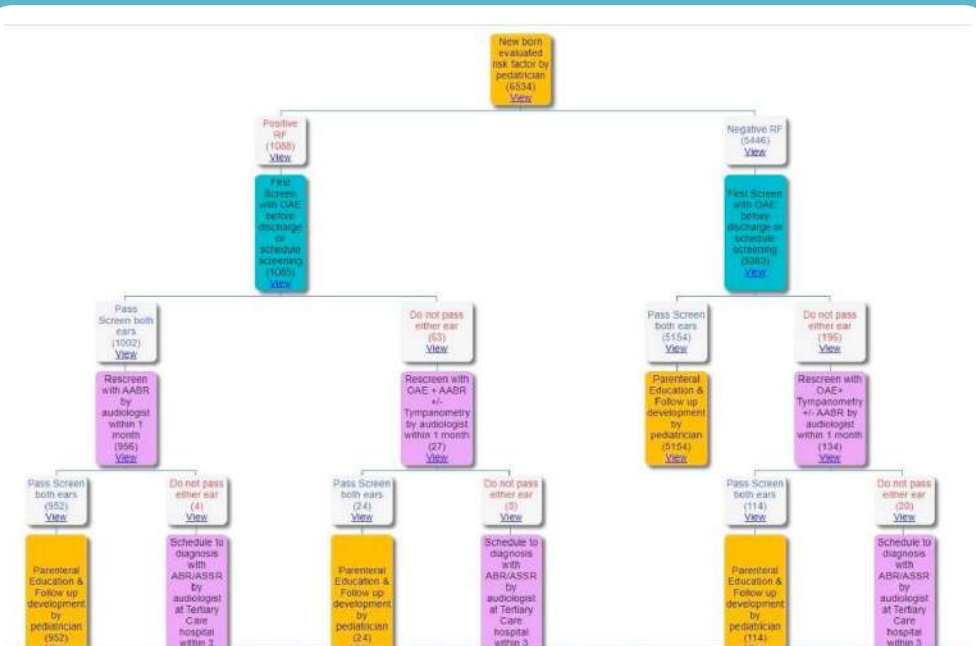 New born
evaluated
risk factor by
pediatrician
(6534)
View
Positive
RF
(1088)
View
Negative RF
(5446)
View
First
Screen
with OAE
before
discharge
or
schedule
screening
(1065)
View
First Screen
with OAE
before
discharge or
schedule
screening
(5383)
View
Pass
Screen both
ears
(1002)
View
Do not pass
either ear
(63)
View
Pass Screen
both ears
(5154)
View
Do not pass
either ear
(196)
View
Rescreen
with AABR
by
audiologist
within 1
month
(956)
View
Rescreen with
OAE + AABR
+/-
Tympanometry
by audiologist
within 1 month
(27)
View
Parenteral
Education &
Follow up
development
by
pediatrician
(5154)
View
Rescreen with
OAE+
Tympanometry
+/- AABR by
audiologist
within 1 month
(134)
View
Pass Screen
both ears
(952)
View
Do not pass
either ear
(4)
View
Pass Screen
both ears
(24)
View
Do not pass
either ear
(3)
View
Pass Screen
both ears
(114)
View
Do not pass
either ear
(20)
View
Parenteral
Education &
Follow up
development
by
pediatrician
(952)
Schedule to
diagnosis
with
ABR/ASSR
by
audiologist
at Tertiary
Care
hospital
within 3
Parenteral
Education &
Follow up
development
by
pediatrician
(24)
Schedule to
diagnosis
with
ABR/ASSR
by
audiologist
at Tertiary
Care
hospital
within 3
Parenteral
Education &
Follow up
development
by
pediatrician
(114)
Schedule to
diagnosis
with
ABR/ASSR
by
audiologist
at Tertiary
Care
hospital
within 3